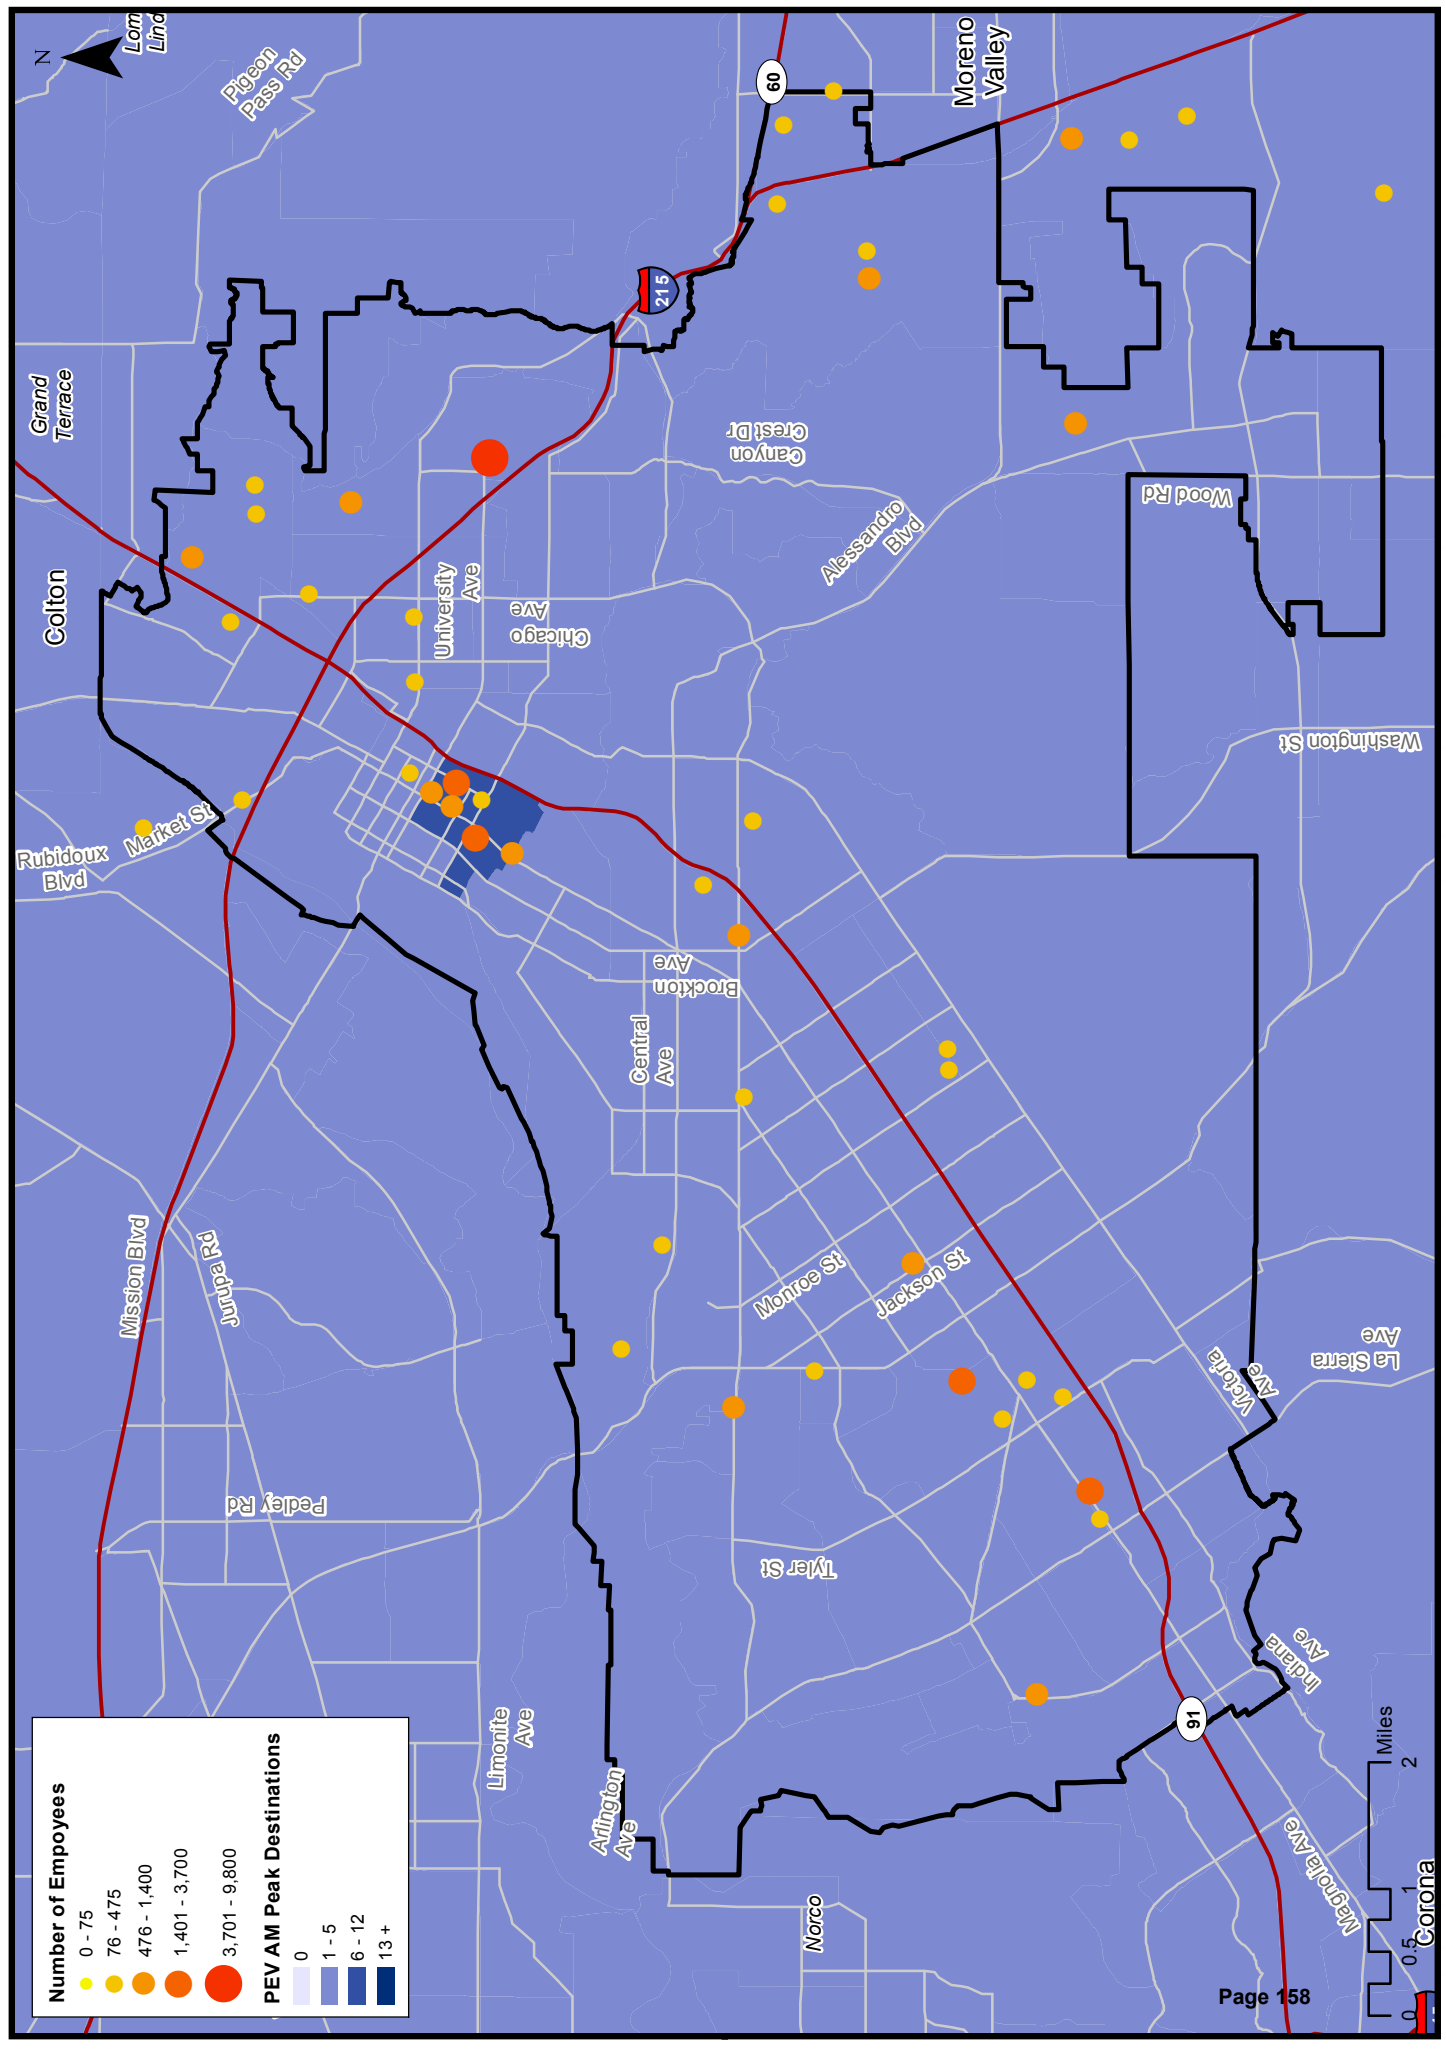 N
Lom
Lind
Pigeon
Pass Rd
60
Moreno
Valley
215
Grand
Terrace
Canyon
Crest Dr
Wood Rd
Alessandro
Blvd
Colton
University
Ave
Chicago
Ave
Washington St
Rubidoux
Blvd
Market St
Brockton
Ave
Central
Ave
Mission Blvd
Jurupa Rd
Monroe St
Jackson St
La Sierra
Ave
Victoria
Ave
Pedley Rd
Tyler St
Indiana
Ave
Limonite
Ave
Arlington
Ave
91
Magnolia Ave
Norco
Corona
Number of Empoyees
0 - 75
76 - 475
476 - 1,400
1,401 - 3,700
3,701 - 9,800
PEV AM Peak Destinations
0
1 - 5
6 - 12
13 +
Miles
0 0.5 1 2
Page 158